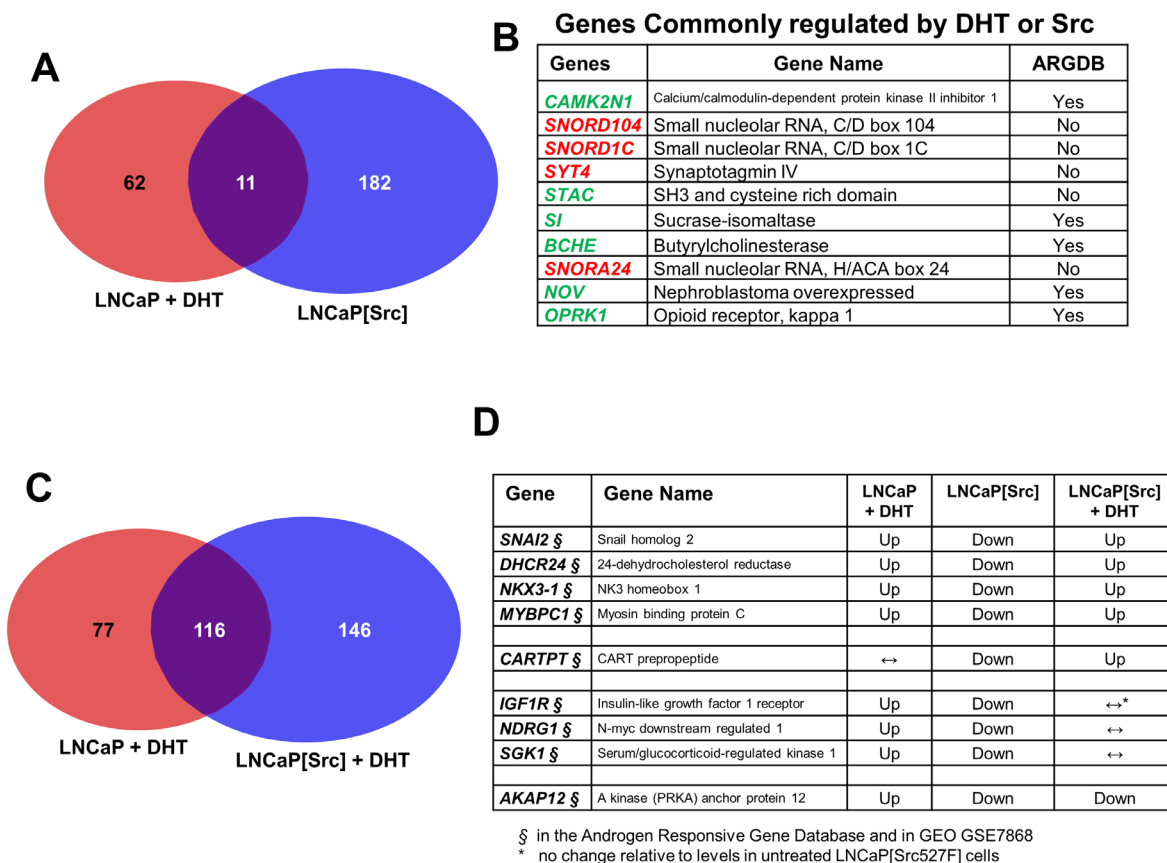 A
62
11
182
LNCaP + DHT
LNCaP[Src]
B
Genes Commonly regulated by DHT or Src
Genes Gene Name ARGDB
CAMK2N1 Calcium/calmodulin-dependent protein kinase II inhibitor 1 Yes
SNORD104 Small nucleolar RNA, C/D box 104 No
SNORD1C Small nucleolar RNA, C/D box 1C No
SYT4 Synaptotagmin IV No
STAC SH3 and cysteine rich domain No
SI Sucrase-isomaltase Yes
BCHE Butyrylcholinesterase Yes
SNORA24 Small nucleolar RNA, H/ACA box 24 No
NOV Nephroblastoma overexpressed Yes
OPRK1 Opioid receptor, kappa 1 Yes
C
77
116
146
LNCaP + DHT
LNCaP[Src] + DHT
D
Gene Gene Name LNCaP + DHT LNCaP[Src] LNCaP[Src] + DHT
SNAI2 § Snail homolog 2 Up Down Up
DHCR24 § 24-dehydrocholesterol reductase Up Down Up
NKX3-1 § NK3 homeobox 1 Up Down Up
MYBPC1 § Myosin binding protein C Up Down Up
CARTPT § CART prepropeptide ↔ Down Up
IGF1R § Insulin-like growth factor 1 receptor Up Down ↔*
NDRG1 § N-myc downstream regulated 1 Up Down ↔
SGK1 § Serum/glucocorticoid-regulated kinase 1 Up Down ↔
AKAP12 § A kinase (PRKA) anchor protein 12 Up Down Down
§ in the Androgen Responsive Gene Database and in GEO GSE7868
* no change relative to levels in untreated LNCaP[Src527F] cells